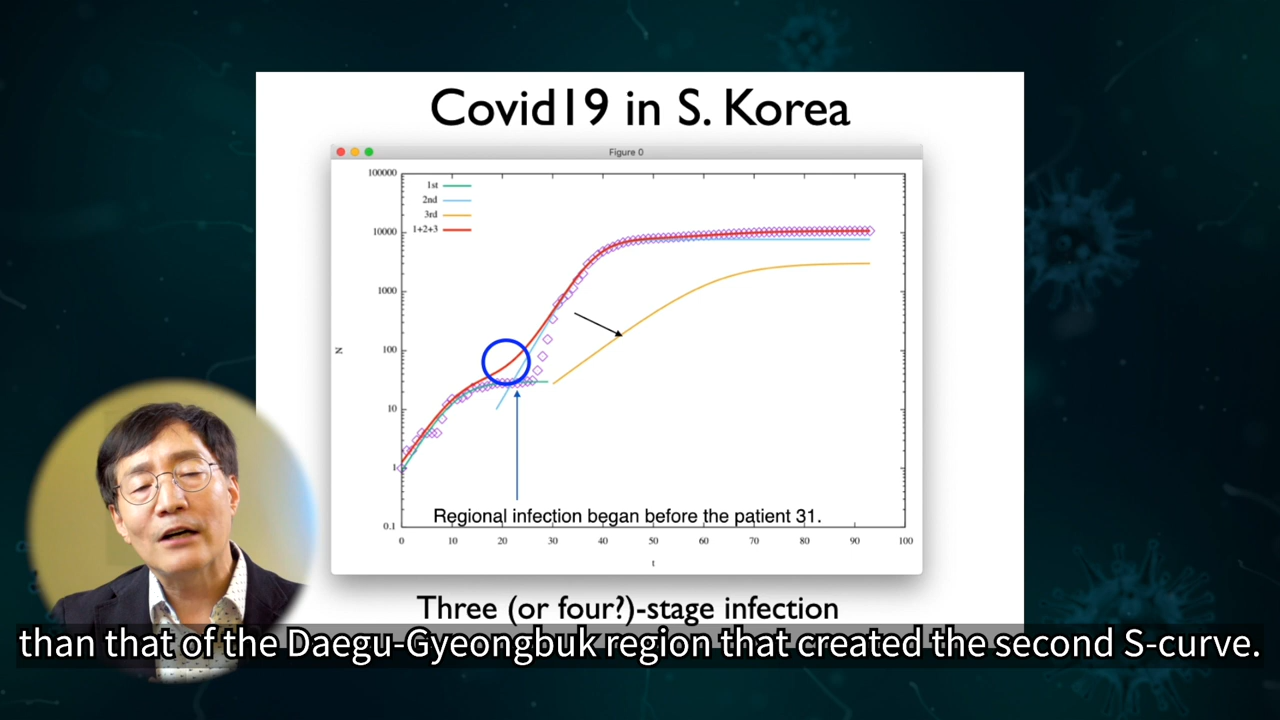 Covid19 in S. Korea
Figure 0
100000
10000
1000
100
10
1
0.1
N
1st
2nd
3rd
1+2+3
Regional infection began before the patient 31.
0 10 20 30 40 50 60 70 80 90 100
t
Three (or four?)-stage infection
than that of the Daegu-Gyeongbuk region that created the second S-curve.